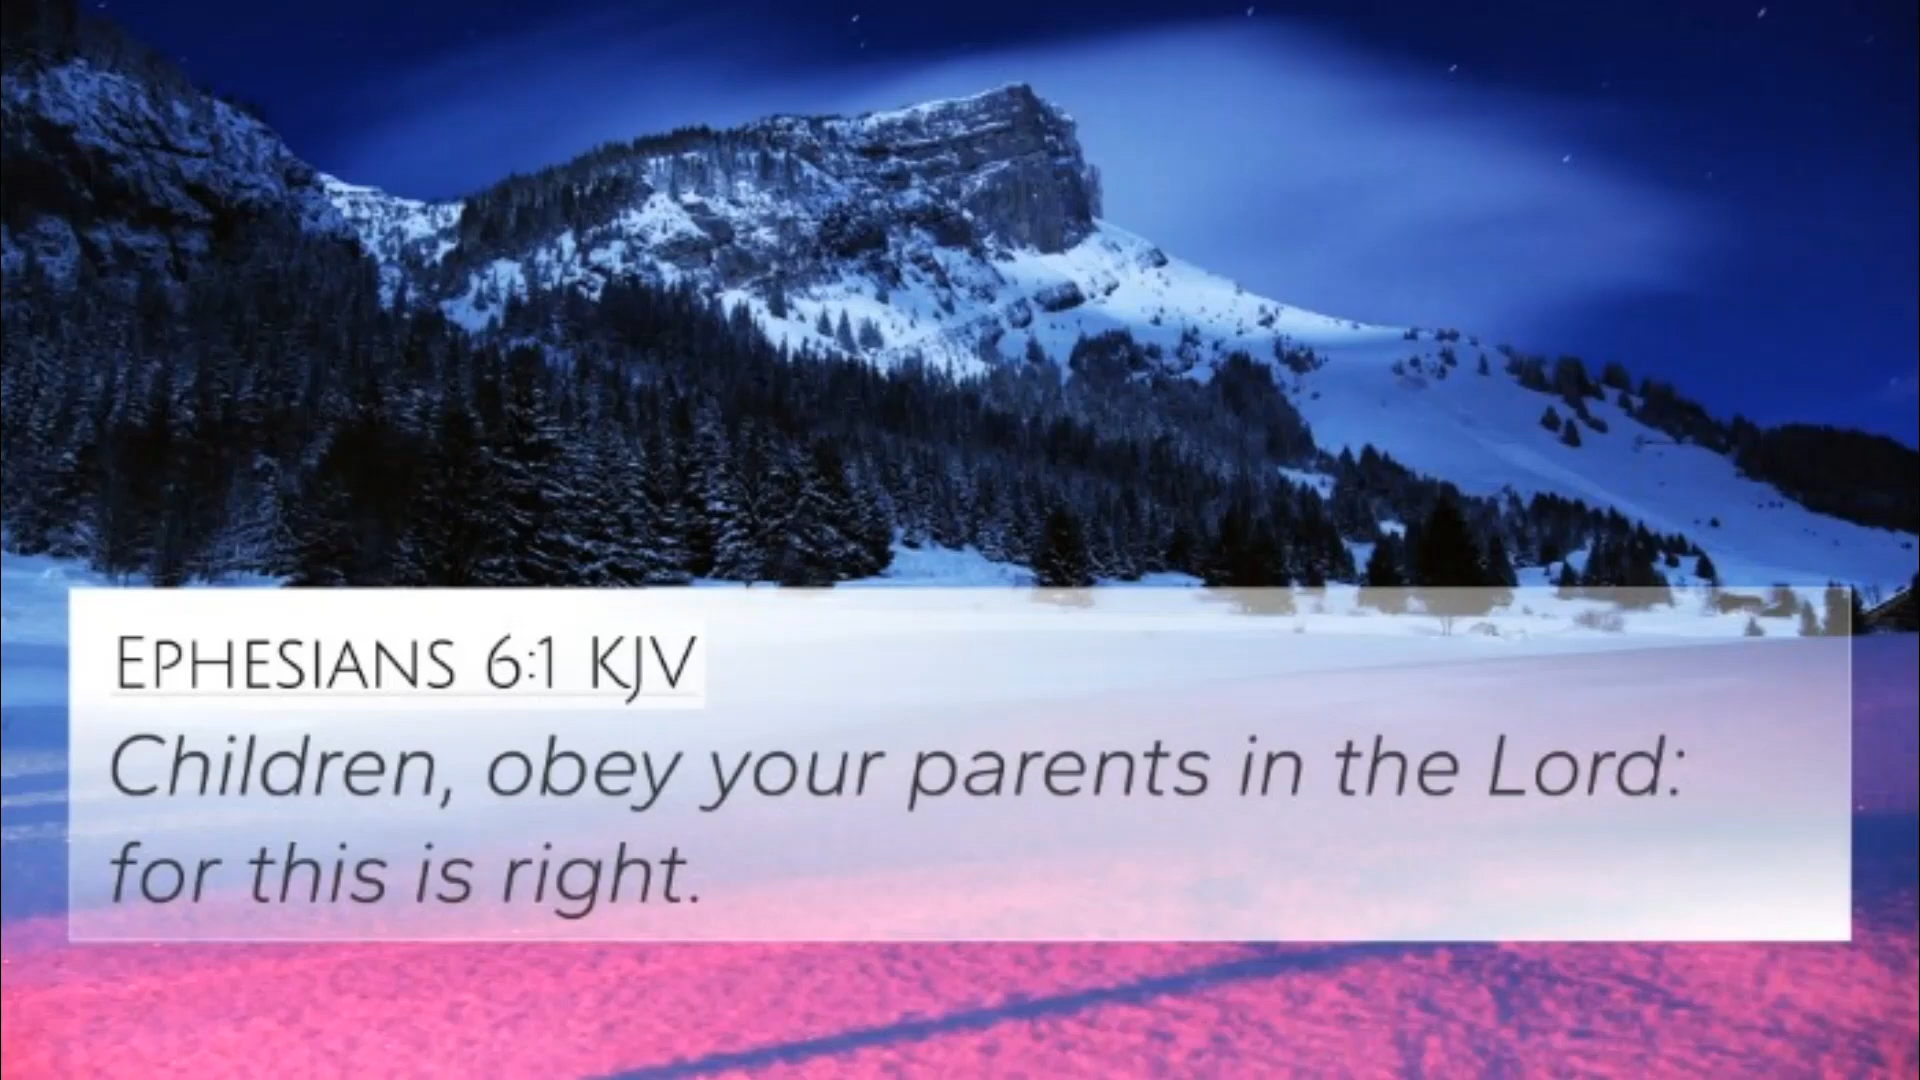 Ephesians 6:1 KJV
Children, obey your parents in the Lord:
for this is right.